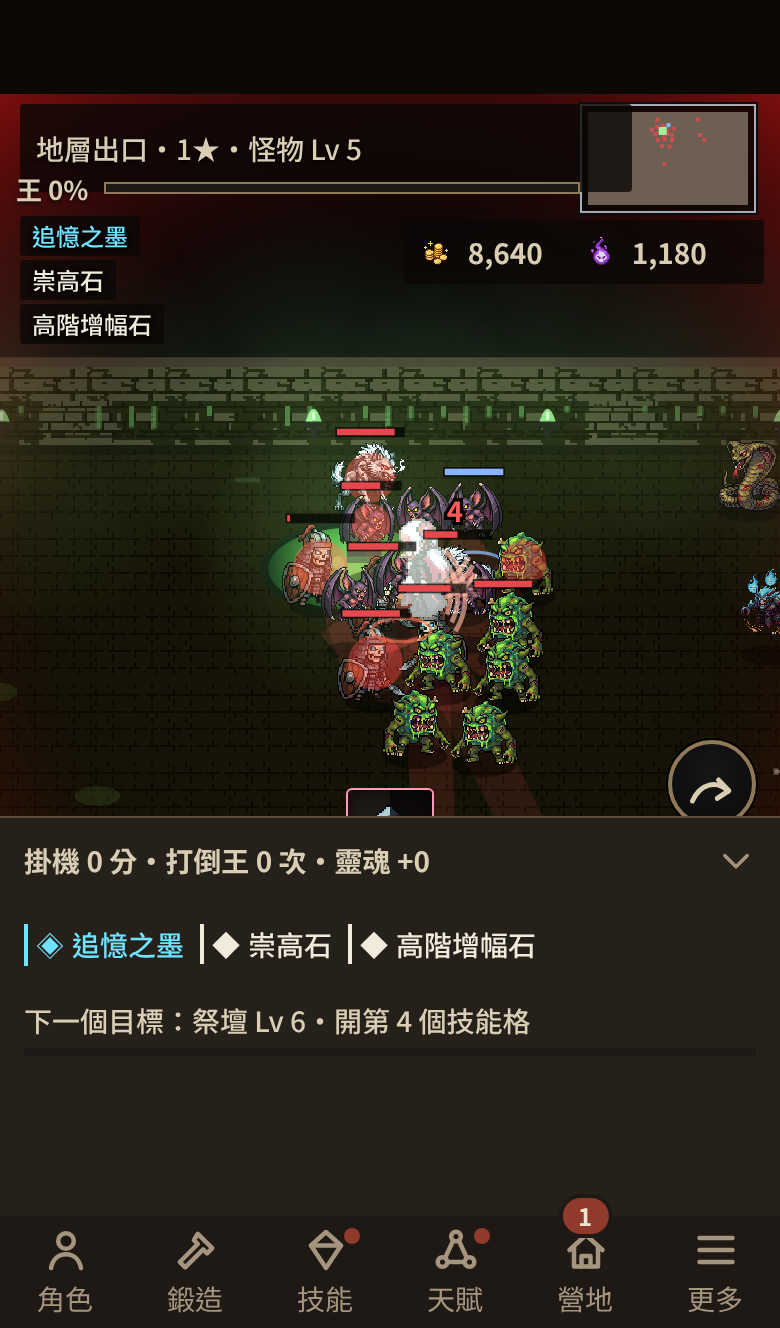 地層出口・1★・怪物 Lv 5
王 0%
追憶之墨
崇高石
高階增幅石
8,640
1,180
4
掛機 0 分・打倒王 0 次・靈魂 +0
◈ 追憶之墨 ◆ 崇高石 ◆ 高階增幅石
下一個目標：祭壇 Lv 6・開第 4 個技能格
1
角色 鍛造 技能 天賦 營地 更多